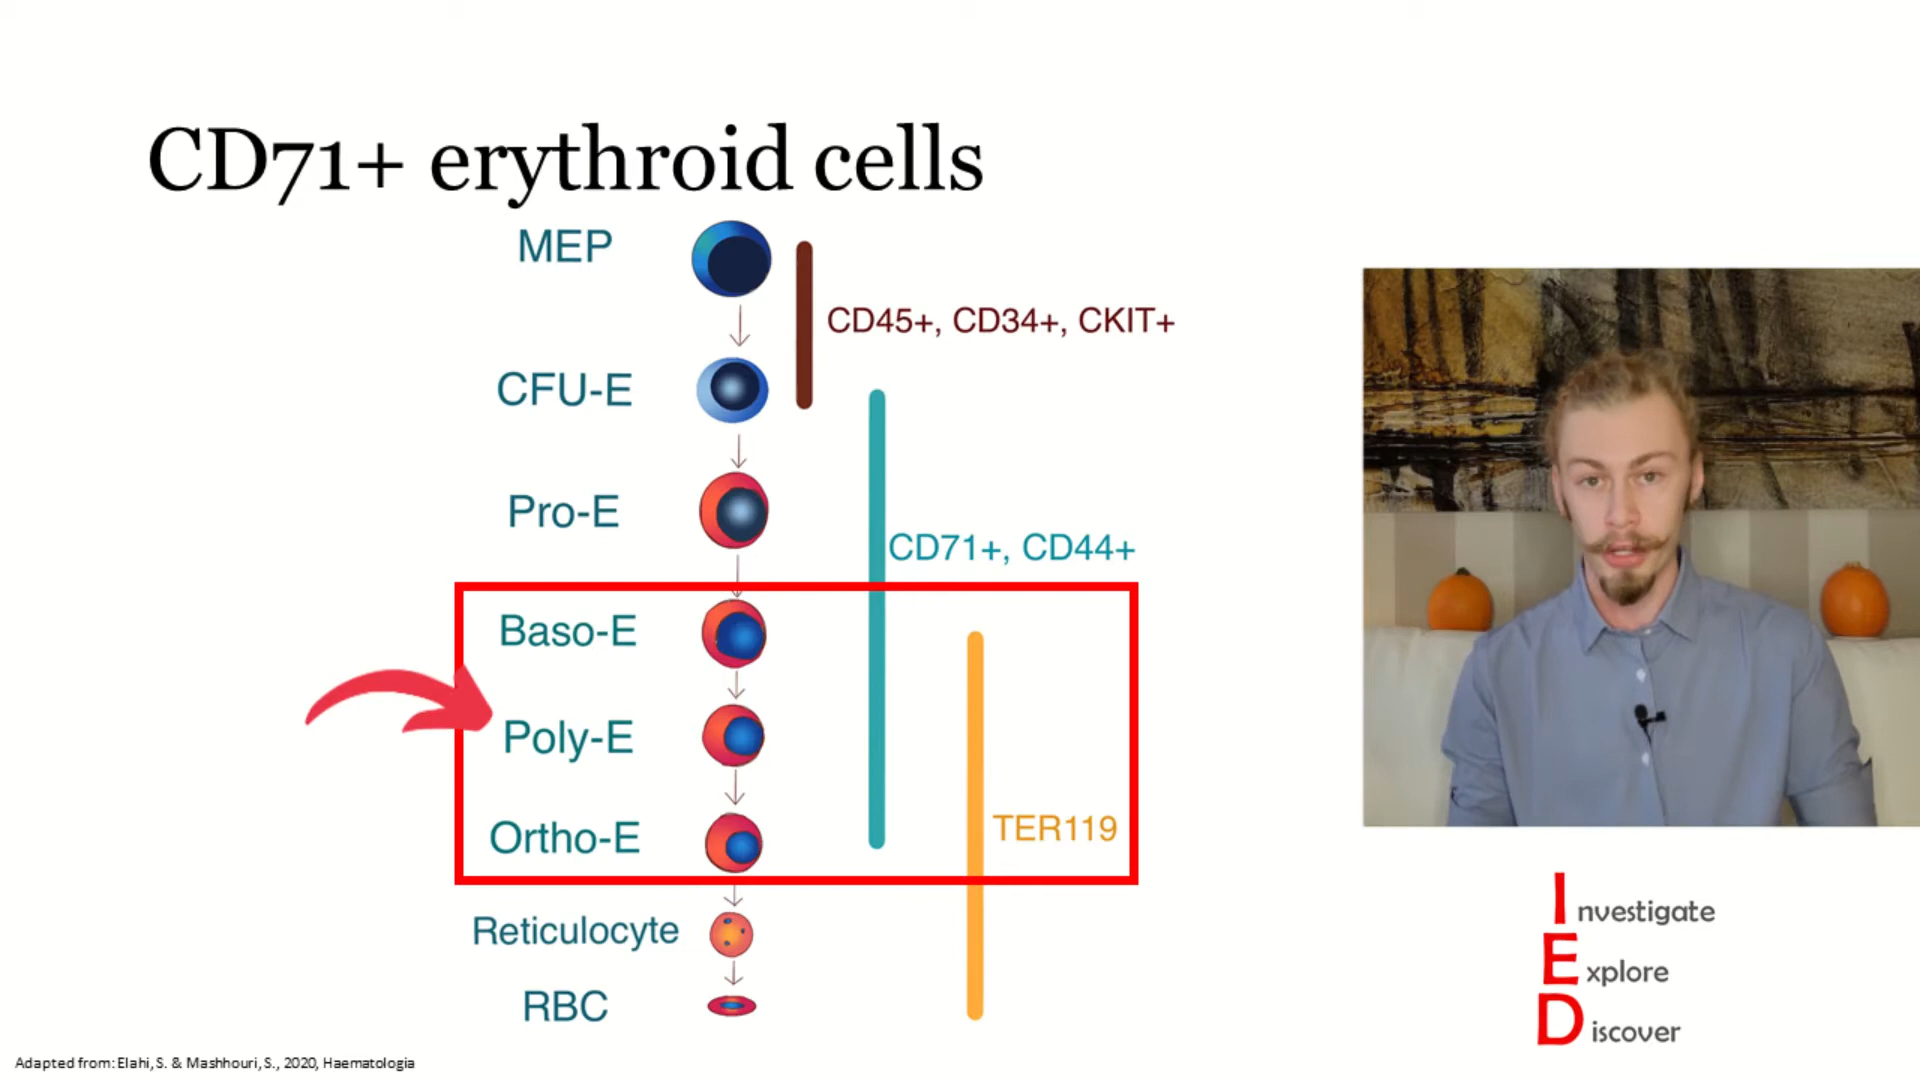 CD71+ erythroid cells
MEP
CD45+, CD34+, CKIT+
CFU-E
Pro-E
CD71+, CD44+
Baso-E
Poly-E
Ortho-E
TER119
Reticulocyte
RBC
Investigate
Explore
Discover
Adapted from: Elahi, S. & Mashhouri, S., 2020, Haematologia